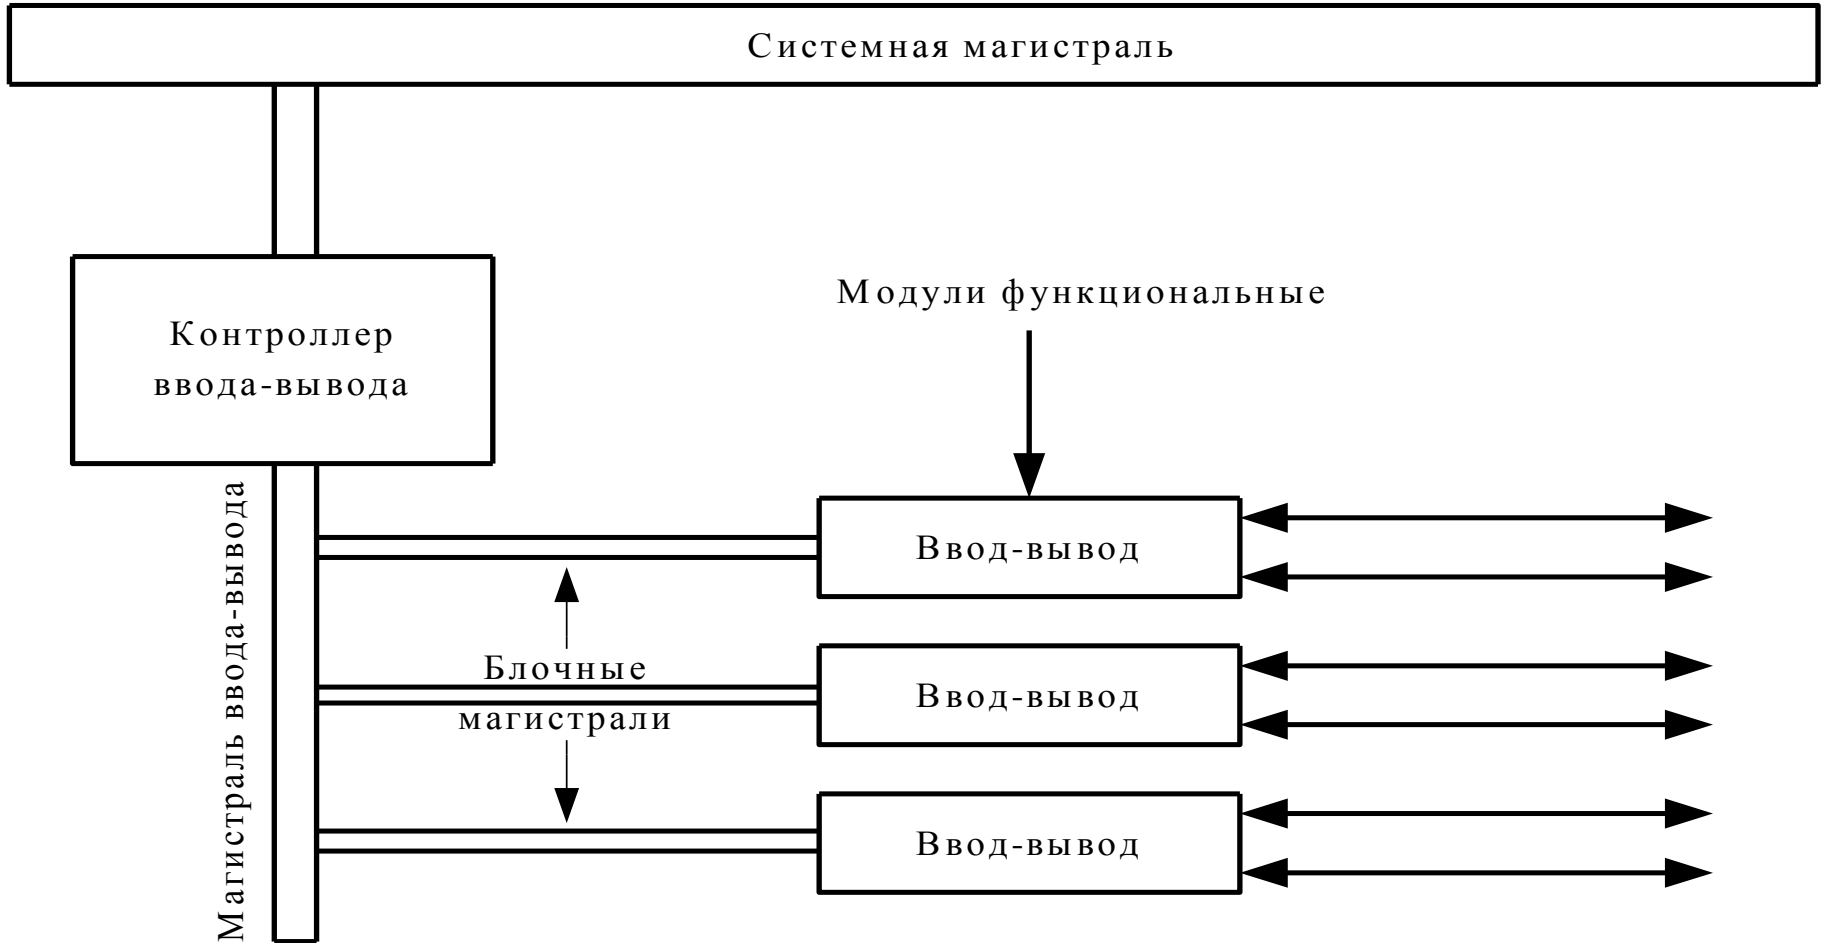 Системная магистраль
Модули функциональные
Контроллер
ввода-вывода
Магистраль ввода-вывода
Ввод-вывод
Блочные
магистрали
Ввод-вывод
Ввод-вывод